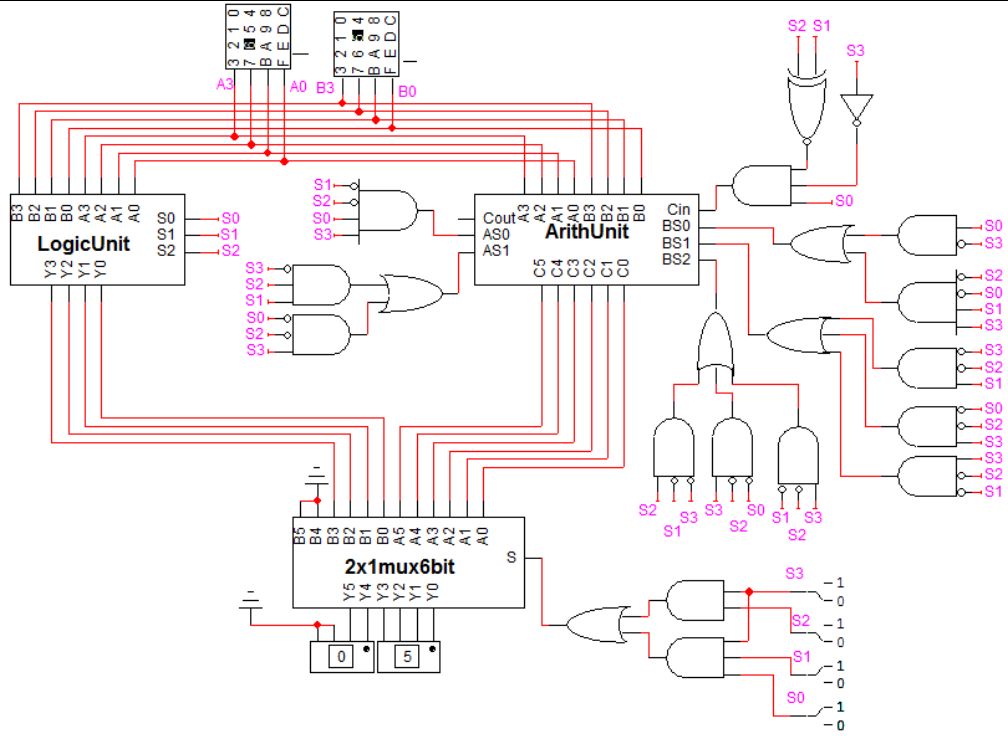 3 2 1 0
7 6 5 4
B A 9 8
F E D C
3 2 1 0
7 6 5 4
B A 9 8
F E D C
A3
A0
B3
B0
S2
S1
S3
S0
B3
B2
B1
B0
A3
A2
A1
A0
S0
S1
S2
LogicUnit
Y3
Y2
Y1
Y0
S0
S1
S2
S1
S2
S0
S3
S3
S2
S1
S0
S2
S3
A3
A2
A1
A0
B3
B2
B1
B0
Cout
AS0
AS1
ArithUnit
Cin
BS0
BS1
BS2
C5
C4
C3
C2
C1
C0
S0
S3
S2
S0
S1
S3
S3
S2
S1
S0
S2
S3
S3
S2
S1
S2
S1
S3
S3
S2
S0
S1
S2
S3
B5
B4
B3
B2
B1
B0
A5
A4
A3
A2
A1
A0
2x1mux6bit
S
Y5
Y4
Y3
Y2
Y1
Y0
0
5
S3
1
0
S2
1
0
S1
1
0
S0
1
0